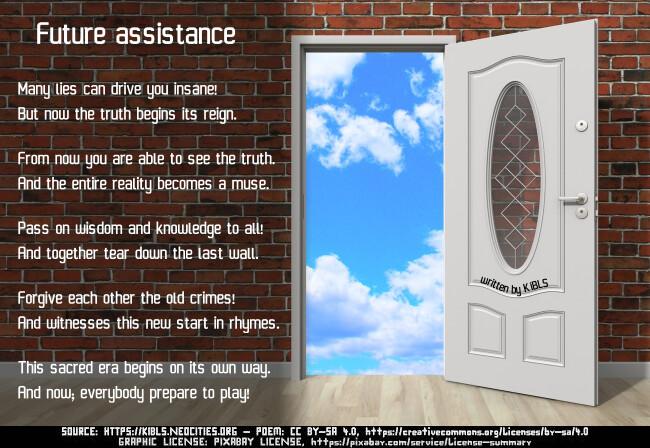 Future assistance
Many lies can drive you insane!
But now the truth begins its reign.
From now you are able to see the truth.
And the entire reality becomes a muse.
Pass on wisdom and knowledge to all!
And together tear down the last wall.
Forgive each other the old crimes!
And witnesses this new start in rhymes.
This sacred era begins on its own way.
And now; everybody prepare to play!
written by KIBLS
SOURCE: HTTPS://KIBLS.NEOCITIES.ORG – POEM: CC BY-SA 4.0, https://creativecommons.org/licenses/by-sa/4.0
GRAPHIC LICENSE: PIXABAY LICENSE, https://pixabay.com/service/license-summary